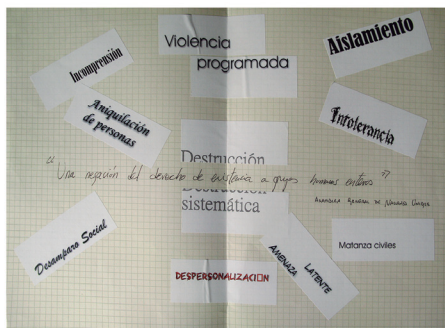 Incomprensión
Violencia
programada
Aislamiento
Aniquilación
de personas
Intolerancia
Destrucción
"Una negación del derecho de existencia a grupos humanos enteros"
Destrucción
sistemática
Asamblea General de Naciones Unidas
Desamparo Social
Matanza civiles
AMENAZA
LATENTE
DESPERSONALIZACI□N